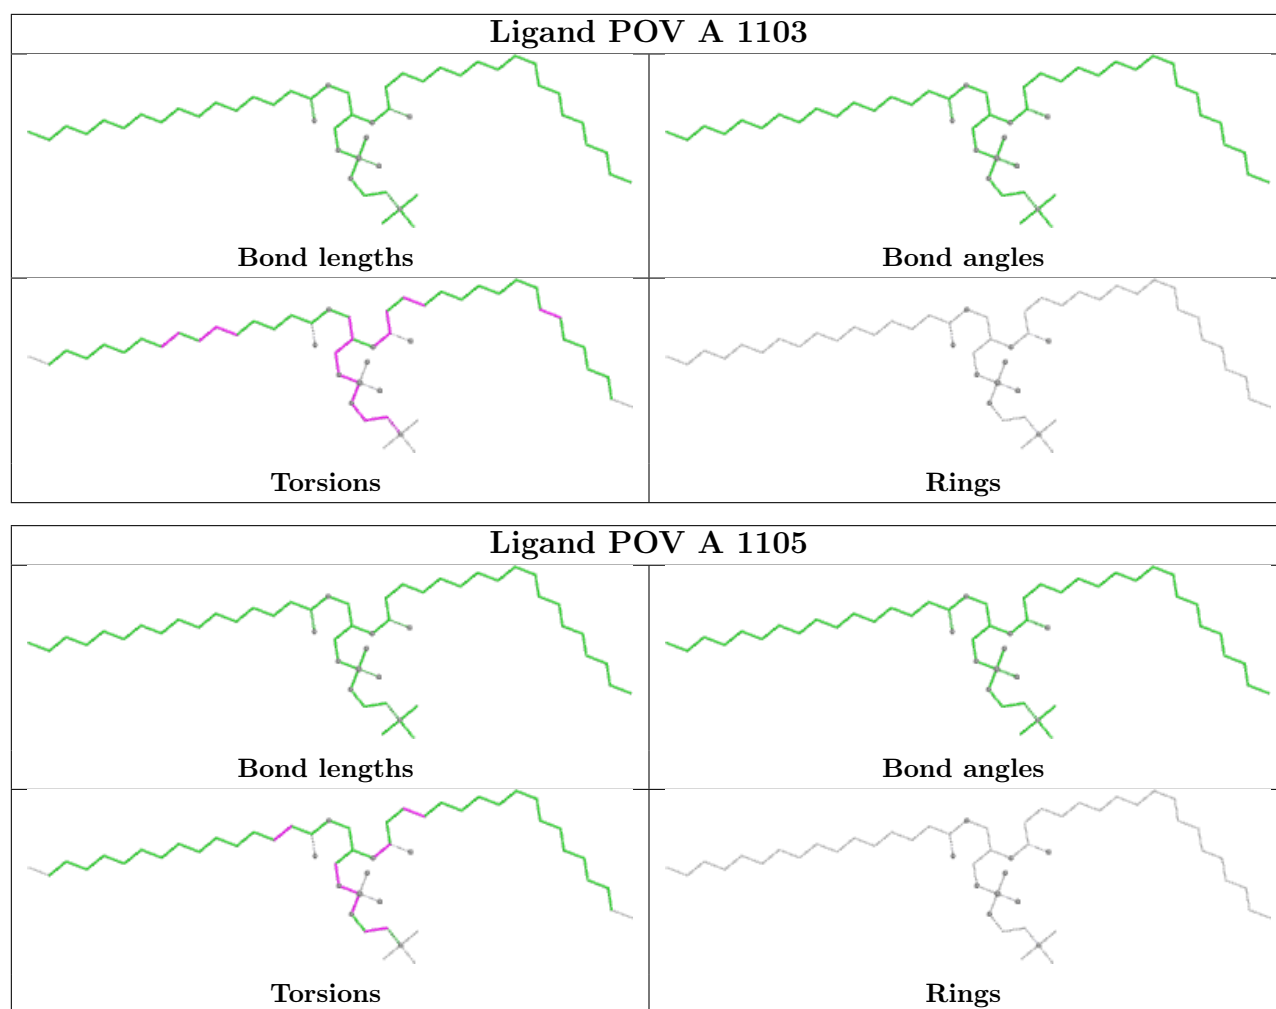 Ligand POV A 1103
Bond lengths
Bond angles
Torsions
Rings
Ligand POV A 1105
Bond lengths
Bond angles
Torsions
Rings